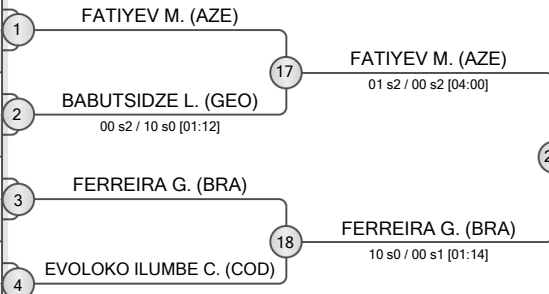 1
FATIYEV M. (AZE)
17
FATIYEV M. (AZE)
01 s2 / 00 s2 [04:00]
2
BABUTSIDZE L. (GEO)
00 s2 / 10 s0 [01:12]
3
FERREIRA G. (BRA)
18
FERREIRA G. (BRA)
10 s0 / 00 s1 [01:14]
4
EVOLOKO ILUMBE C. (COD)